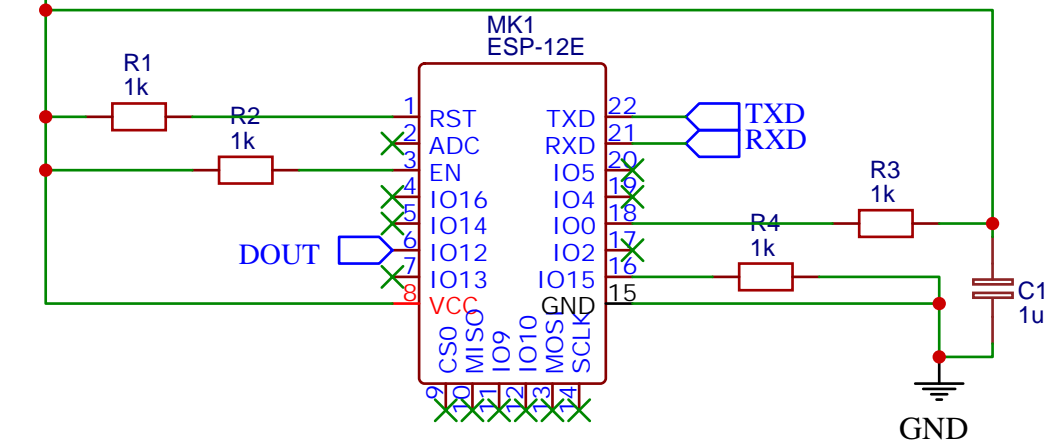 MK1
ESP-12E
R1
1k
R2
1k
1
RST
2
ADC
3
EN
4
IO16
5
IO14
DOUT
6
IO12
7
IO13
8
VCC
22
TXD
TXD
21
RXD
RXD
20
IO5
19
IO4
18
IO0
17
IO2
16
IO15
15
GND
R3
1k
R4
1k
C1
1u
CS0
MISO
IO9
IO10
MOSI
SCLK
9
10
11
12
13
14
GND